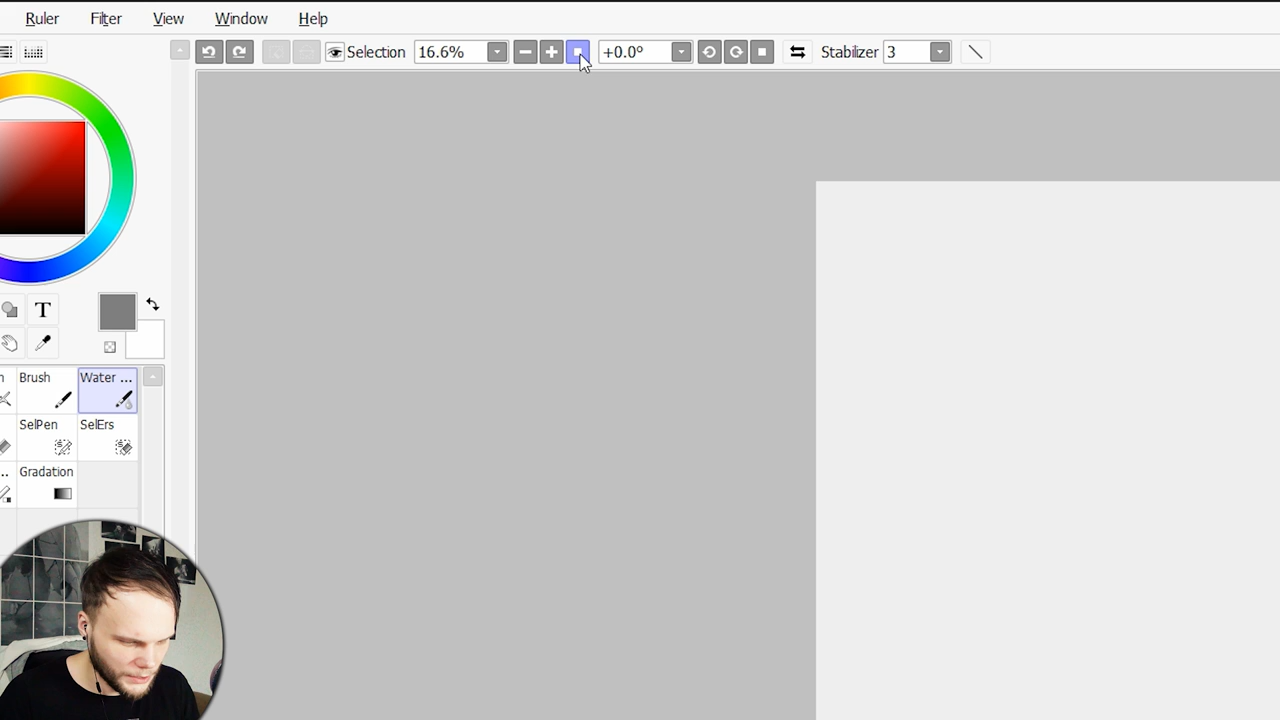 Ruler Filter View Window Help
Selection 16.6% +0.0° Stabilizer 3
T
Brush Water ...
SelPen SelErs
Gradation